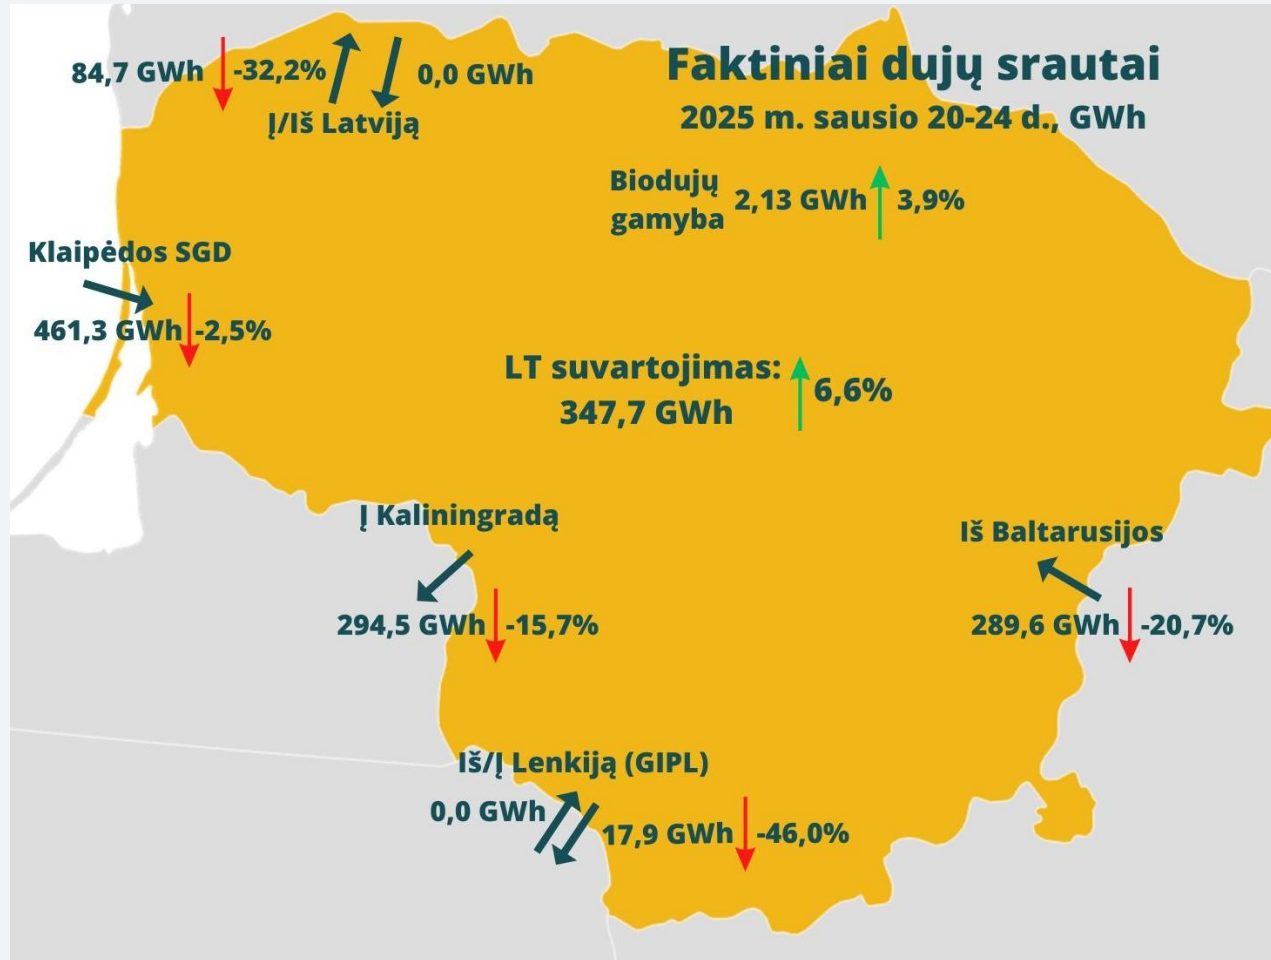 Faktiniai dujų srautai
2025 m. sausio 20-24 d., GWh
84,7 GWh -32,2% 0,0 GWh
Į/Iš Latviją
Biodujų
gamyba
2,13 GWh 3,9%
Klaipėdos SGD
461,3 GWh -2,5%
LT suvartojimas:
347,7 GWh
6,6%
Į Kaliningradą
294,5 GWh -15,7%
Iš Baltarusijos
289,6 GWh -20,7%
Iš/Į Lenkiją (GIPL)
0,0 GWh
17,9 GWh -46,0%